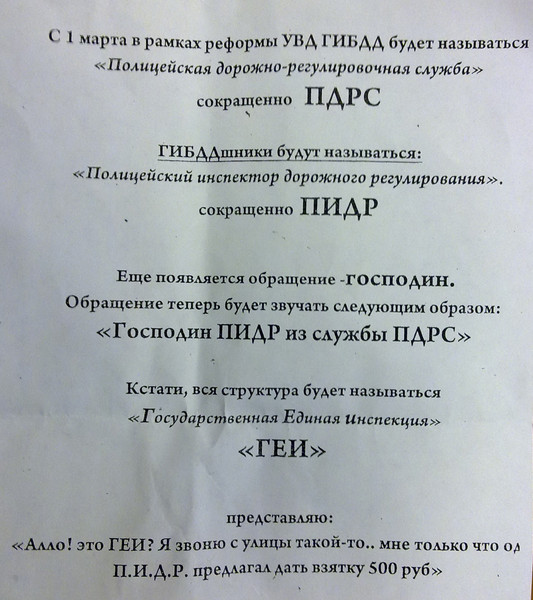 С 1 марта в рамках реформы УВД ГИБДД будет называться
«Полицейская дорожно-регулировочная служба»
сокращенно ПДРС
ГИБДДшники будут называться:
«Полицейский инспектор дорожного регулирования».
сокращенно ПИДР
Еще появляется обращение -господин.
Обращение теперь будет звучать следующим образом:
«Господин ПИДР из службы ПДРС»
Кстати, вся структура будет называться
«Государственная Единая Инспекция»
«ГЕИ»
представляю:
«Алло! это ГЕИ? Я звоню с улицы такой-то.. мне только что
П.И.Д.Р. предлагал дать взятку 500 руб»